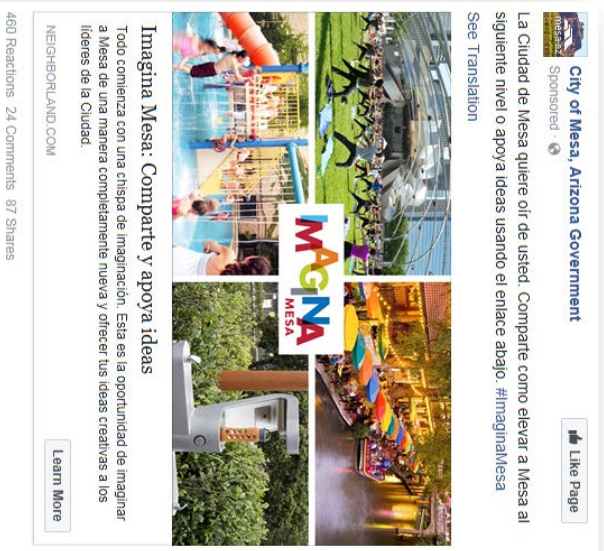 City of Mesa, Arizona Government
Sponsored ·
Like Page
La Ciudad de Mesa quiere oír de usted. Comparte como elevar a Mesa al
siguiente nivel o apoya ideas usando el enlace abajo. #ImaginaMesa
See Translation
IMAGINA
MESA
Imagina Mesa: Comparte y apoya ideas
Todo comienza con una chispa de imaginación. Esta es la oportunidad de imaginar
a Mesa de una manera completamente nueva y ofrecer tus ideas creativas a los
líderes de la Ciudad.
NEIGHBORLAND.COM
Learn More
460 Reactions 24 Comments 87 Shares